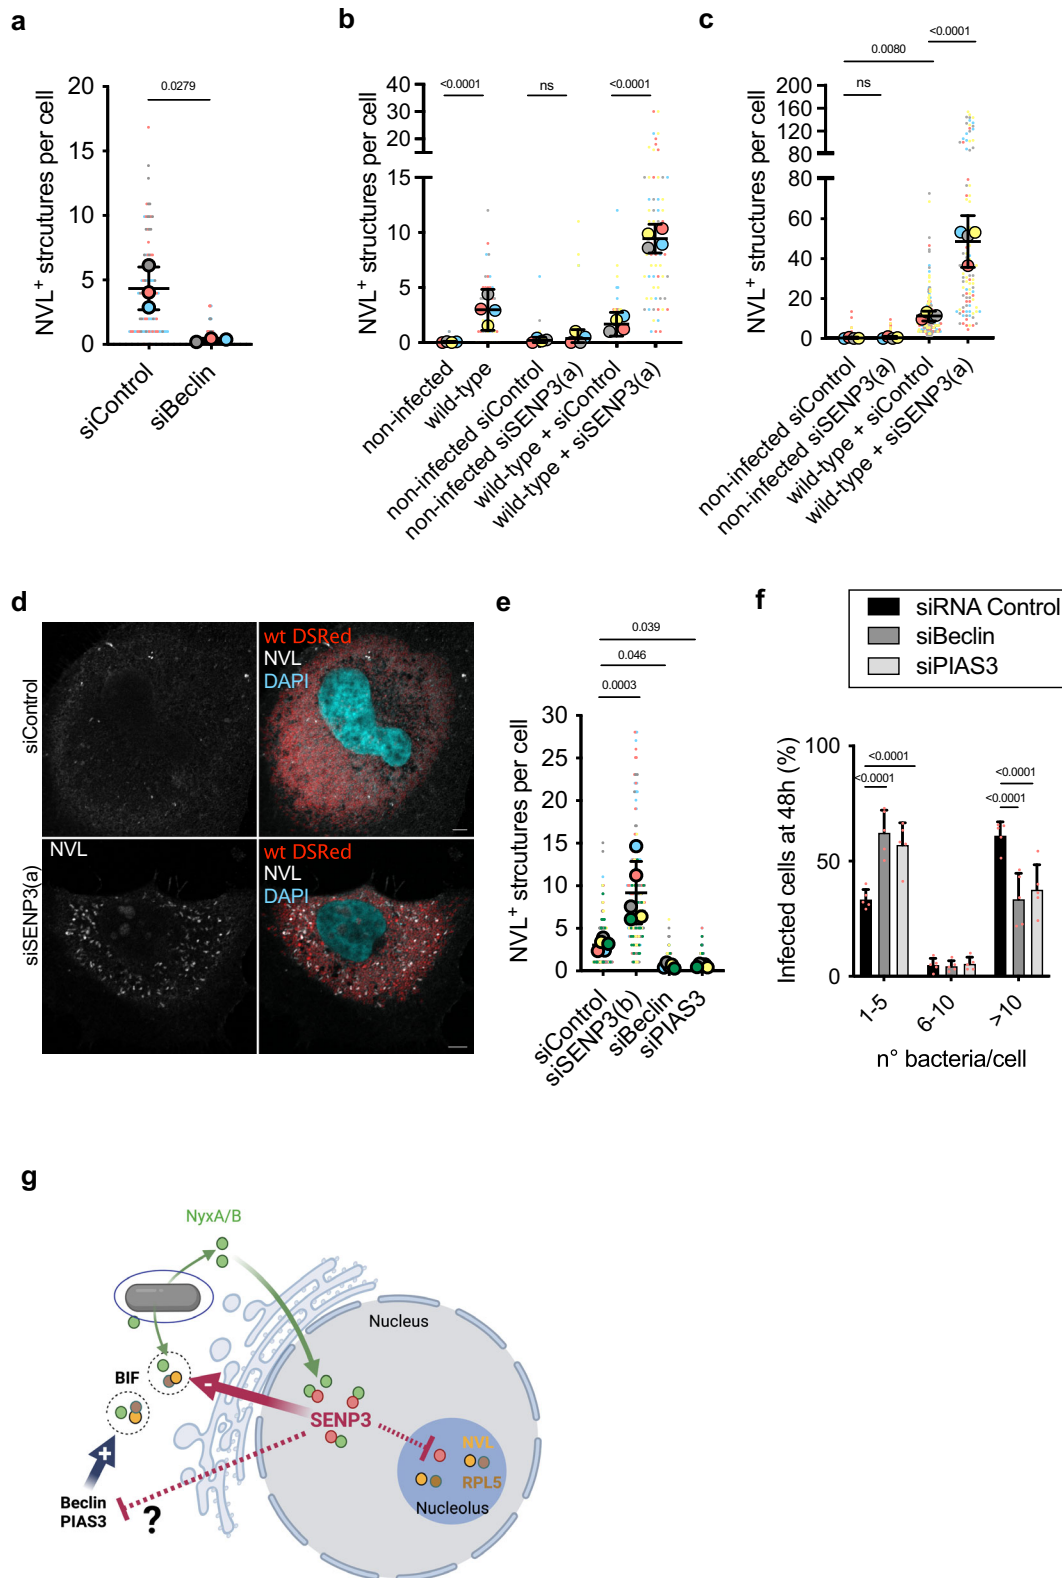 a
NVL+ strcutures per cell
20
15
10
5
0
0.0279
siControl
siBeclin
b
NVL+ structures per cell
40
30
20
15
10
5
0
<0.0001
ns
<0.0001
non-infected
wild-type
non-infected siControl
non-infected siSENP3(a)
wild-type + siControl
wild-type + siSENP3(a)
c
NVL+ structures per cell
200
160
120
80
80
60
40
20
0
<0.0001
0.0080
ns
non-infected siControl
non-infected siSENP3(a)
wild-type + siControl
wild-type + siSENP3(a)
d
siControl
wt DSRed
NVL
DAPI
siSENP3(a)
NVL
wt DSRed
NVL
DAPI
e
NVL+ strcutures per cell
30
25
20
15
10
5
0
0.039
0.046
0.0003
siControl
siSENP3(b)
siBeclin
siPIAS3
f
siRNA Control
siBeclin
siPIAS3
Infected cells at 48h (%)
100
50
0
<0.0001
<0.0001
<0.0001
<0.0001
1-5
6-10
>10
n° bacteria/cell
g
NyxA/B
Nucleus
BIF
-
SENP3
+
NVL
RPL5
Nucleolus
Beclin
PIAS3
?